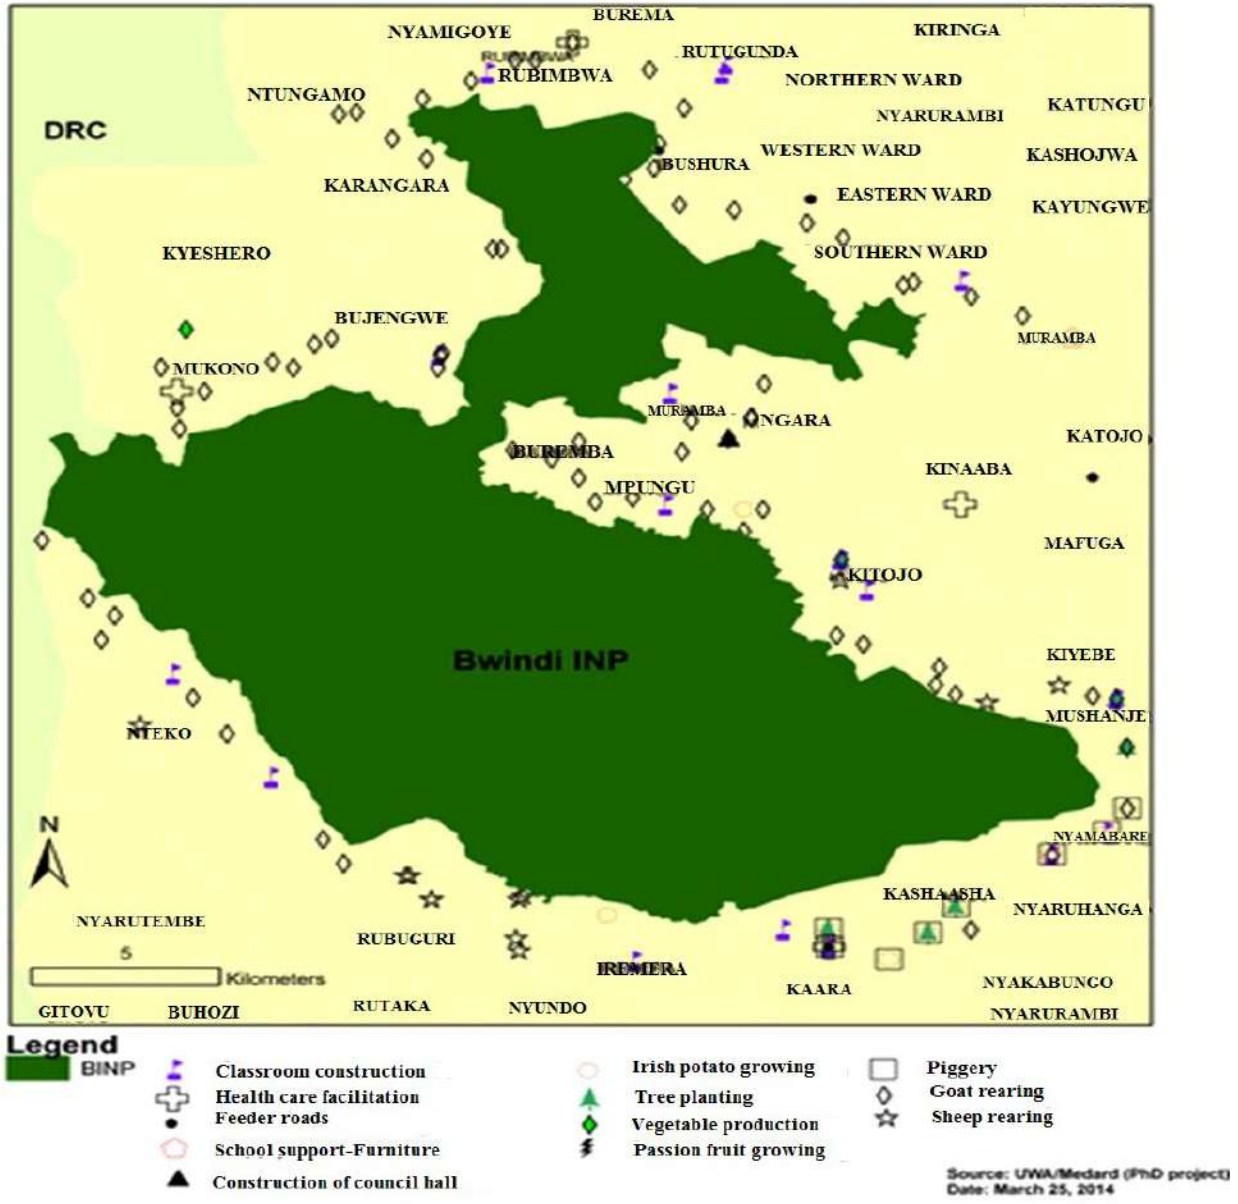 BUREMA
NYAMIGOYE
KIRINGA
RUTUGUNDA
RUBIMBWA
RUBIMBWA
NORTHERN WARD
NTUNGAMO
KATUNGU
NYARURAMBI
DRC
WESTERN WARD
KASHOJWA
BUSHURA
KARANGARA
EASTERN WARD
KAYUNGWE
KYESHERO
SOUTHERN WARD
BUJENGWE
MURAMBA
MUKONO
MURAMBA
NGARA
KATOJO
BUREMBA
KINAABA
MPUNGU
MAFUGA
KITOJO
Bwindi INP
KIYEBE
MUSHANJE
NTEKO
N
NYAMABARE
KASHAASHA
NYARUHANGA
NYARUTEMBE
RUBUGURI
5
Kilometers
IREMERA
KAARA
NYAKABUNGO
GITOVU
BUHOZI
RUTAKA
NYUNDO
NYARURAMBI
Legend
BINP
Classroom construction
Health care facilitation
Feeder roads
School support-Furniture
Construction of council hall
Irish potato growing
Tree planting
Vegetable production
Passion fruit growing
Piggery
Goat rearing
Sheep rearing
Source: UWA/Medard (PhD project)
Date: March 25, 2014